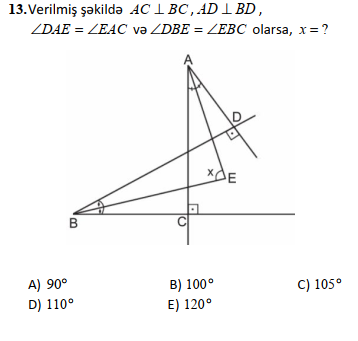 13.Verilmiş şəkildə AC ⊥ BC, AD ⊥ BD,
∠DAE = ∠EAC və ∠DBE = ∠EBC olarsa, x = ?
A
D
x
E
B
C
A) 90° B) 100° C) 105°
D) 110° E) 120°